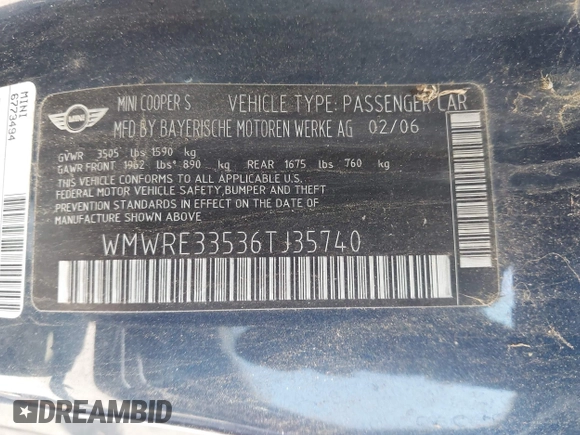 MINI
6773494
MINI
MINI COOPER S VEHICLE TYPE: PASSENGER CAR
MFD BY BAYERISCHE MOTOREN WERKE AG 02/06
GVWR 3505 lbs 1590 kg
GAWR FRONT 1962 lbs 890 kg REAR 1675 lbs 760 kg
THIS VEHICLE CONFORMS TO ALL APPLICABLE U.S.
FEDERAL MOTOR VEHICLE SAFETY,BUMPER AND THEFT
PREVENTION STANDARDS IN EFFECT ON THE DATE OF
MANUFACTURE SHOWN ABOVE.
WMWRE33536TJ35740
DREAMBID